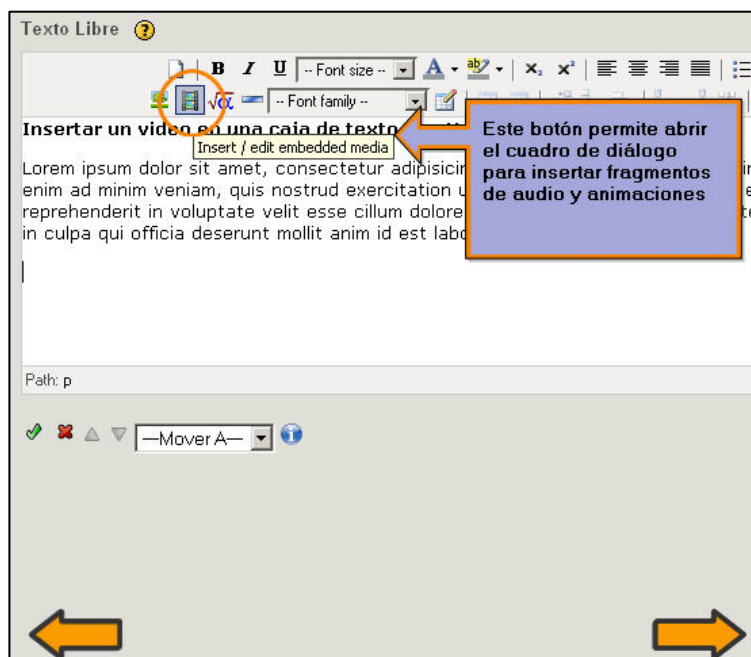 Texto Libre ?
B I U -- Font size -- A ab x₂ x²
√α -- Font family --
Insertar un video en una caja de texto
Insert / edit embedded media
Este botón permite abrir
el cuadro de diálogo
para insertar fragmentos
de audio y animaciones
Lorem ipsum dolor sit amet, consectetur
enim ad minim veniam, quis nostrud exercitation
reprehenderit in voluptate velit esse cillum dolore
in culpa qui officia deserunt mollit anim id est
Path: p
—Mover A— i